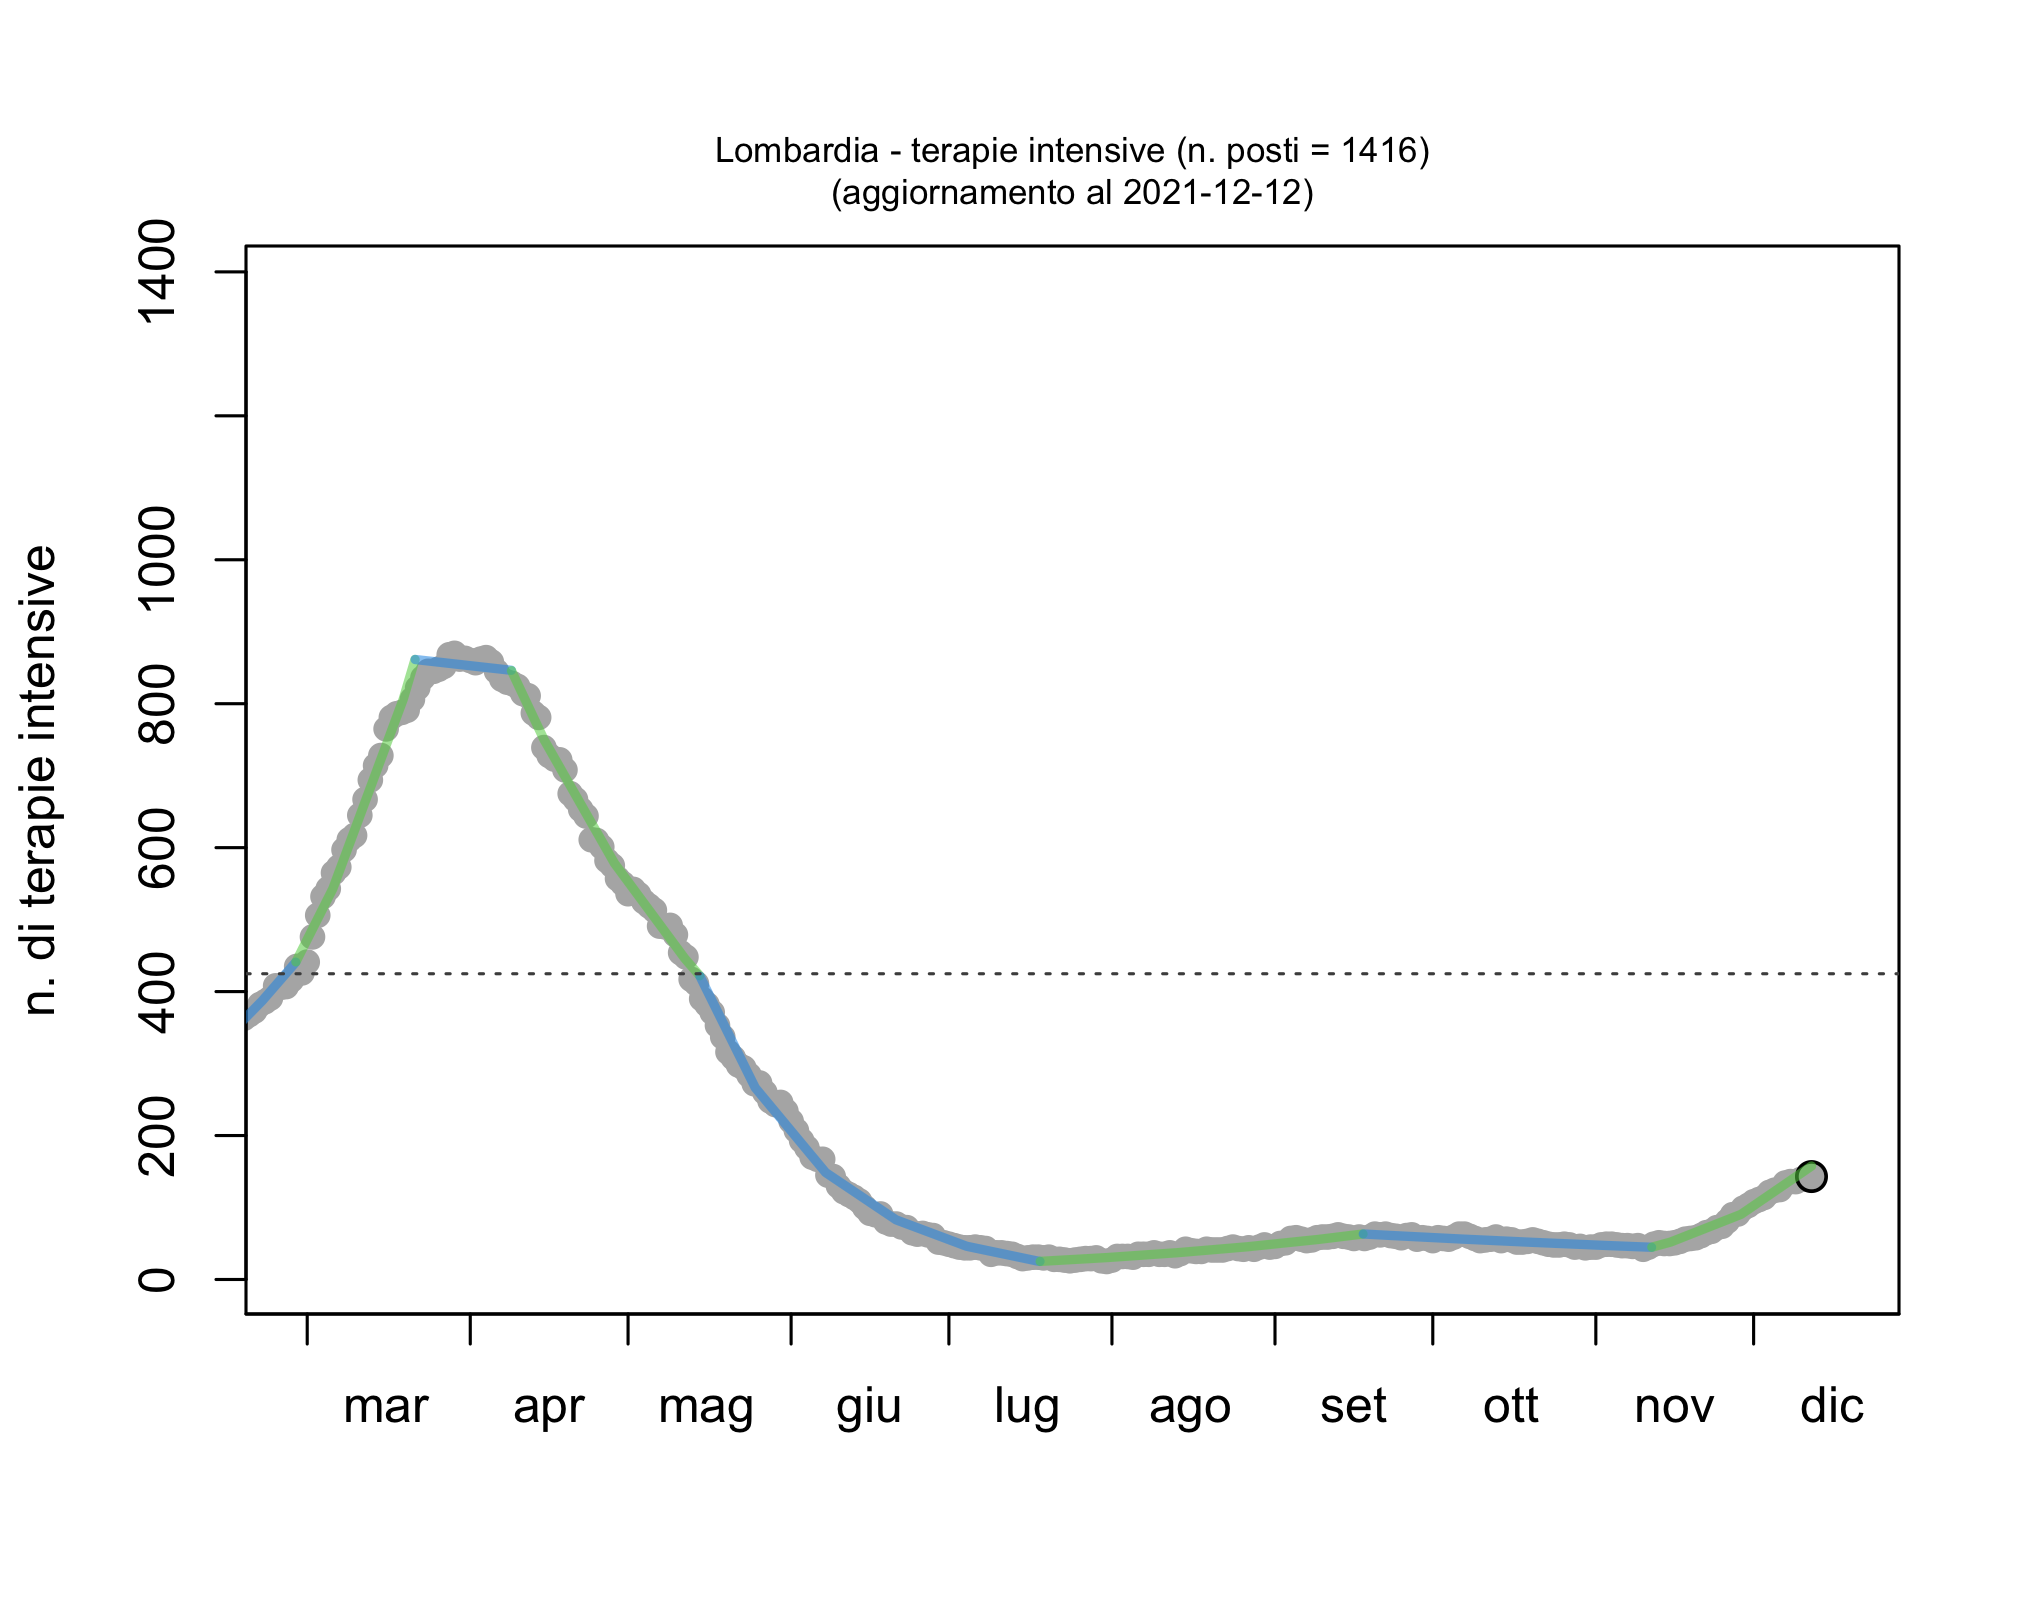 Lombardia - terapie intensive (n. posti = 1416)
(aggiornamento al 2021-12-12)
n. di terapie intensive
1400
1000
800
600
400
200
0
mar apr mag giu lug ago set ott nov dic